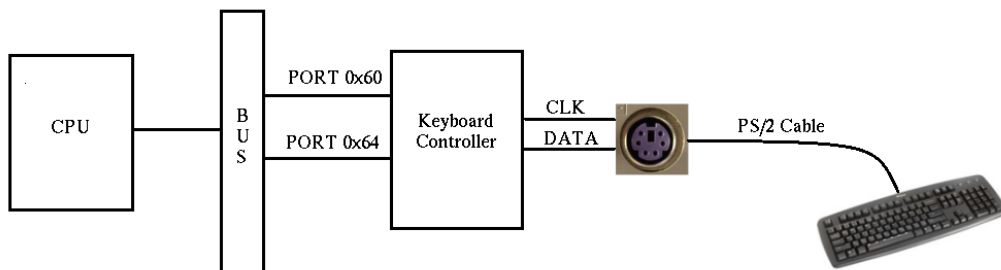 CPU
B
U
S
PORT 0x60
PORT 0x64
Keyboard
Controller
CLK
DATA
PS/2 Cable